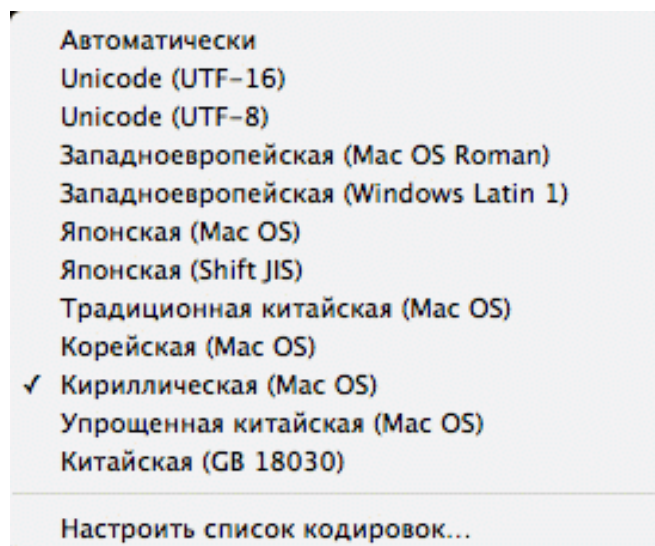 Автоматически
Unicode (UTF–16)
Unicode (UTF–8)
Западноевропейская (Mac OS Roman)
Западноевропейская (Windows Latin 1)
Японская (Mac OS)
Японская (Shift JIS)
Традиционная китайская (Mac OS)
Корейская (Mac OS)
✓ Кириллическая (Mac OS)
Упрощенная китайская (Mac OS)
Китайская (GB 18030)
Настроить список кодировок...